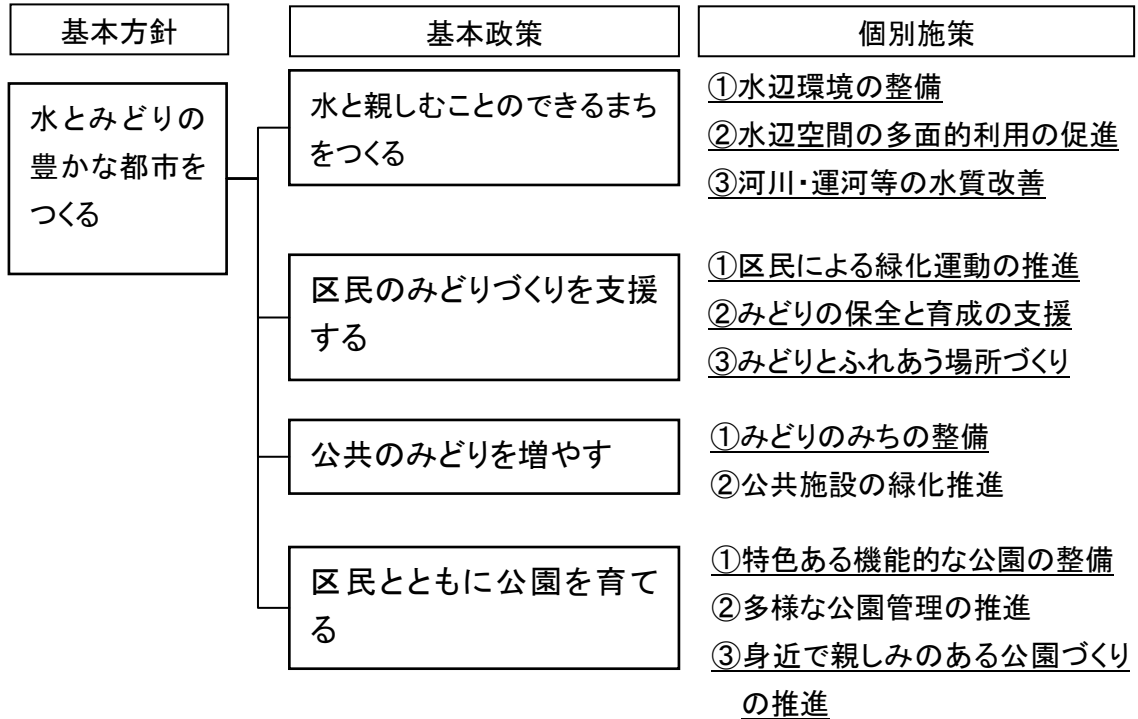 基本方針
基本政策
個別施策
水とみどりの
豊かな都市を
つくる
水と親しむことのできるまち
をつくる
①水辺環境の整備
②水辺空間の多面的利用の促進
③河川・運河等の水質改善
区民のみどりづくりを支援
する
①区民による緑化運動の推進
②みどりの保全と育成の支援
③みどりとふれあう場所づくり
公共のみどりを増やす
①みどりのみちの整備
②公共施設の緑化推進
区民とともに公園を育て
る
①特色ある機能的な公園の整備
②多様な公園管理の推進
③身近で親しみのある公園づくり
の推進